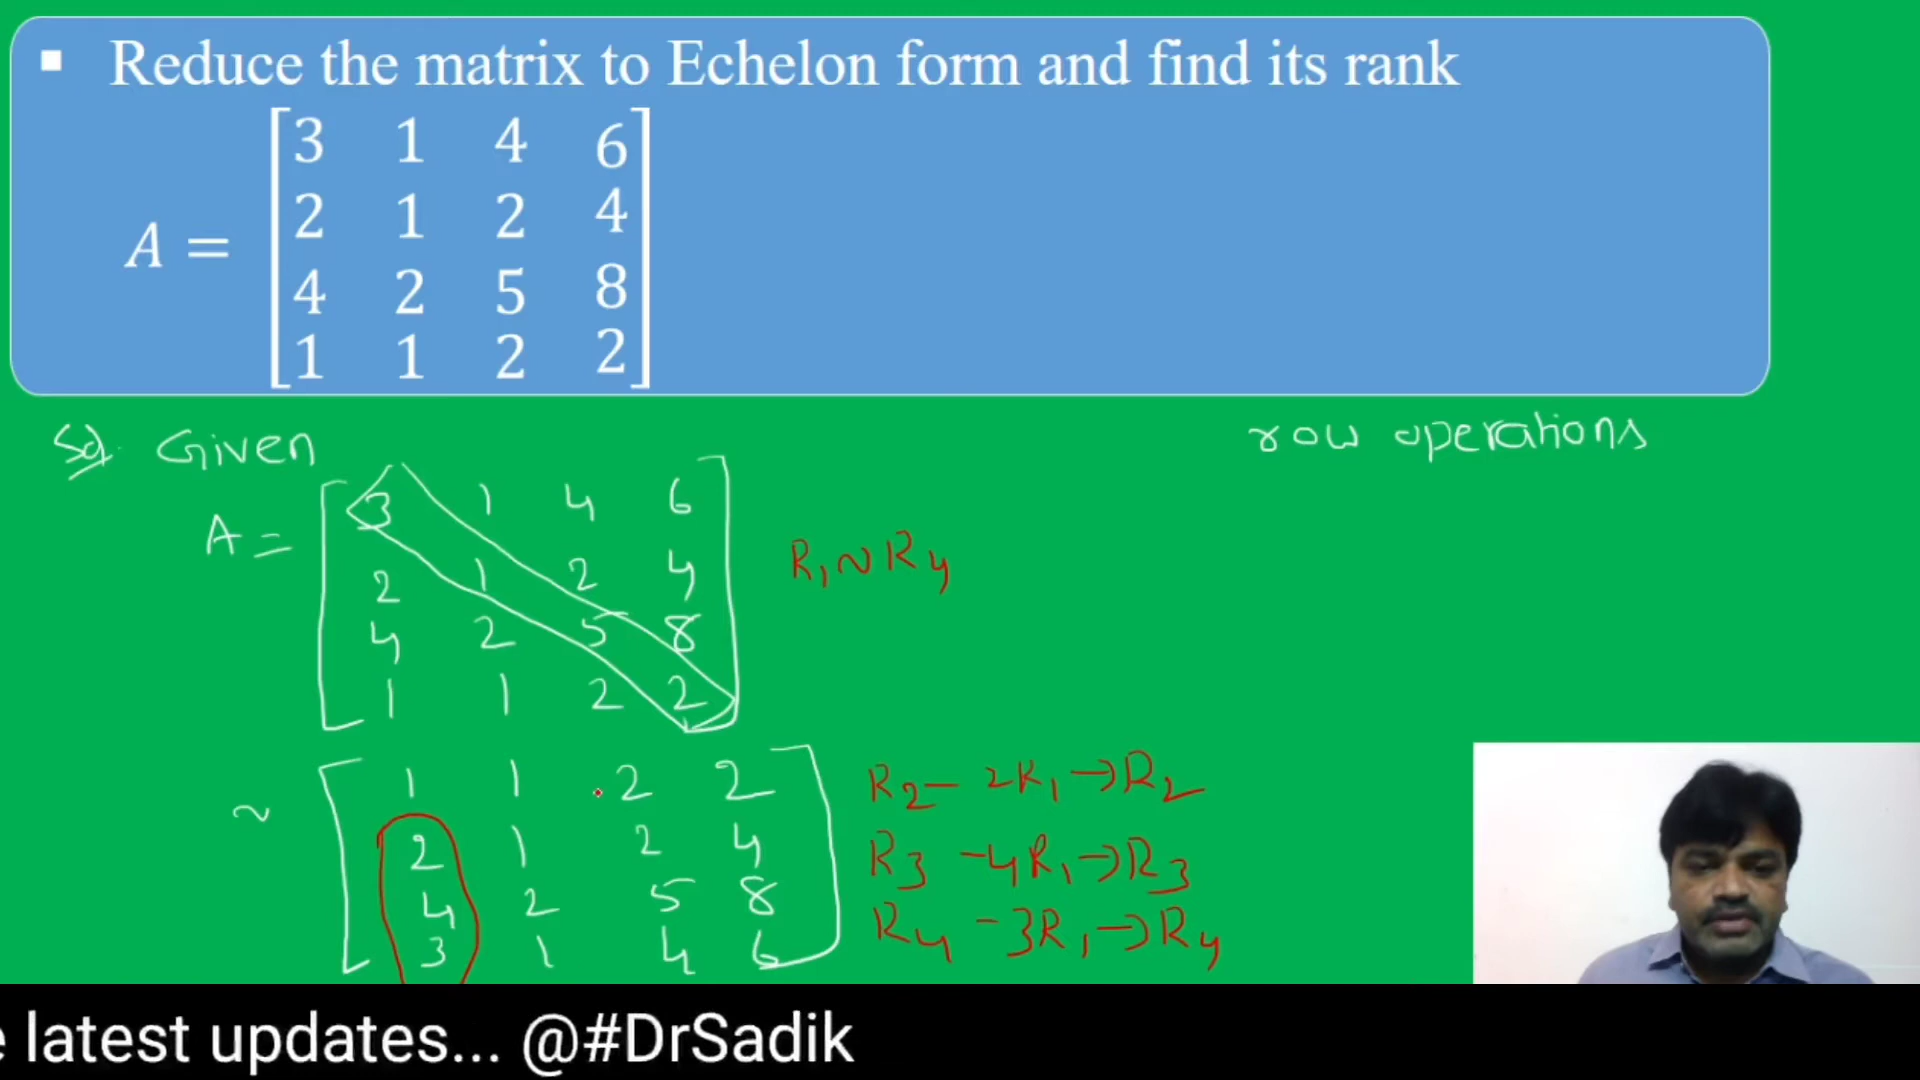 ▪ Reduce the matrix to Echelon form and find its rank
3 1 4 6
2 1 2 4
A =
4 2 5 8
1 1 2 2
Sol. Given
row operations
3 1 4 6
A =
R1 ~ R4
2 1 2 4
4 2 5 8
1 1 2 2
~
1 1 2 2 R2 - 2R1 → R2
2 1 2 4
4 2 5 8 R3 - 4R1 → R3
3 1 4 6 R4 - 3R1 → R4
latest updates... @#DrSadik